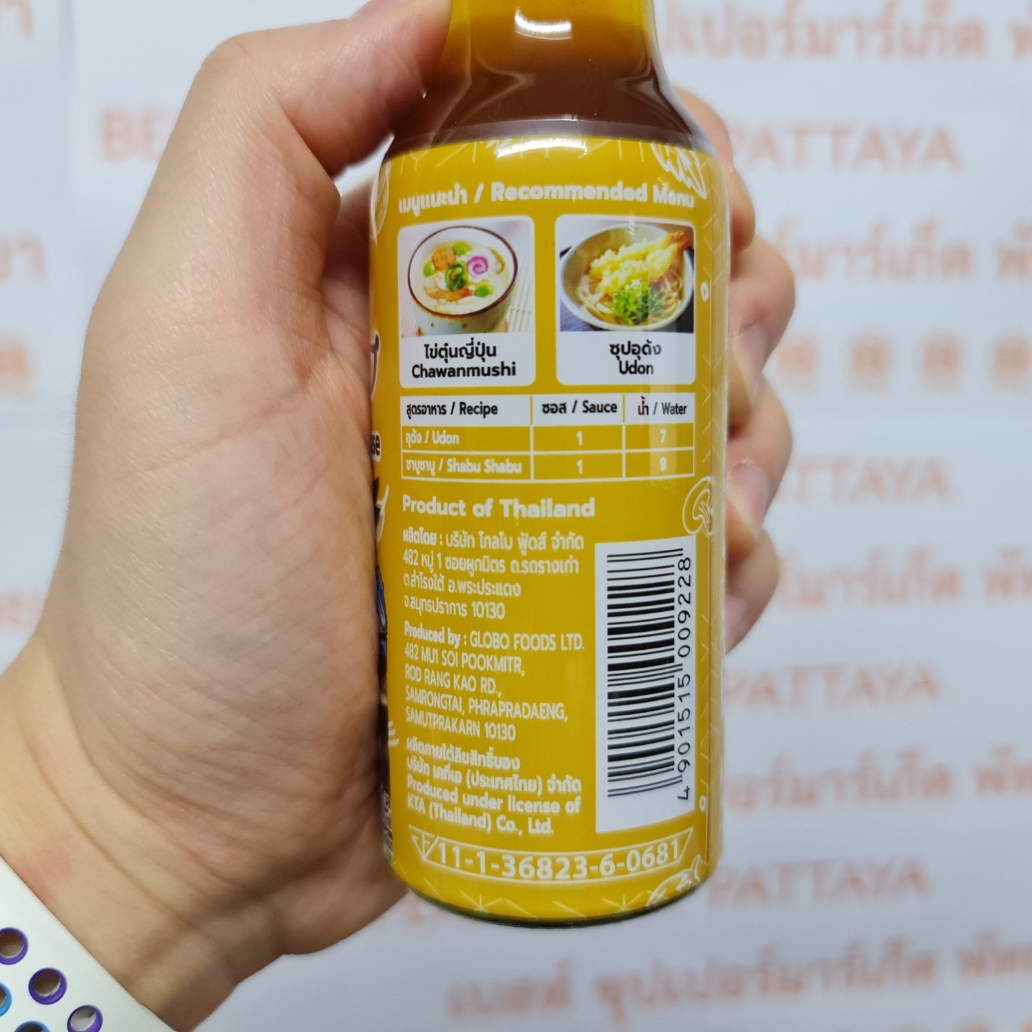 เมนูแนะนำ / Recommended Menu
ไข่ตุ๋นญี่ปุ่น
Chawanmushi
ซุปอุด้ง
Udon
สูตรอาหาร / Recipe ซอส / Sauce น้ำ / Water
อุด้ง / Udon 1 7
ชาบูชาบู / Shabu Shabu 1 9
Product of Thailand
ผลิตโดย : บริษัท โกลโบ ฟู้ดส์ จำกัด
482 หมู่ 1 ซอยผูกมิตร ถ.รถรางเก่า
ต.สำโรงใต้ อ.พระประแดง
จ.สมุทรปราการ 10130
Produced by : GLOBO FOODS LTD.
482 MU1 SOI POOKMITR,
ROD RANG KAO RD.,
SAMRONGTAI, PHRAPRADAENG,
SAMUTPRAKARN 10130
ผลิตภายใต้ลิขสิทธิ์ของ
บริษัท เคทีเอ (ประเทศไทย) จำกัด
Produced under license of
KTA (Thailand) Co., Ltd.
11-1-36823-6-0681
4 901515 009228
PATTAYA
PATTAYA
PATTAYA
PATTAYA